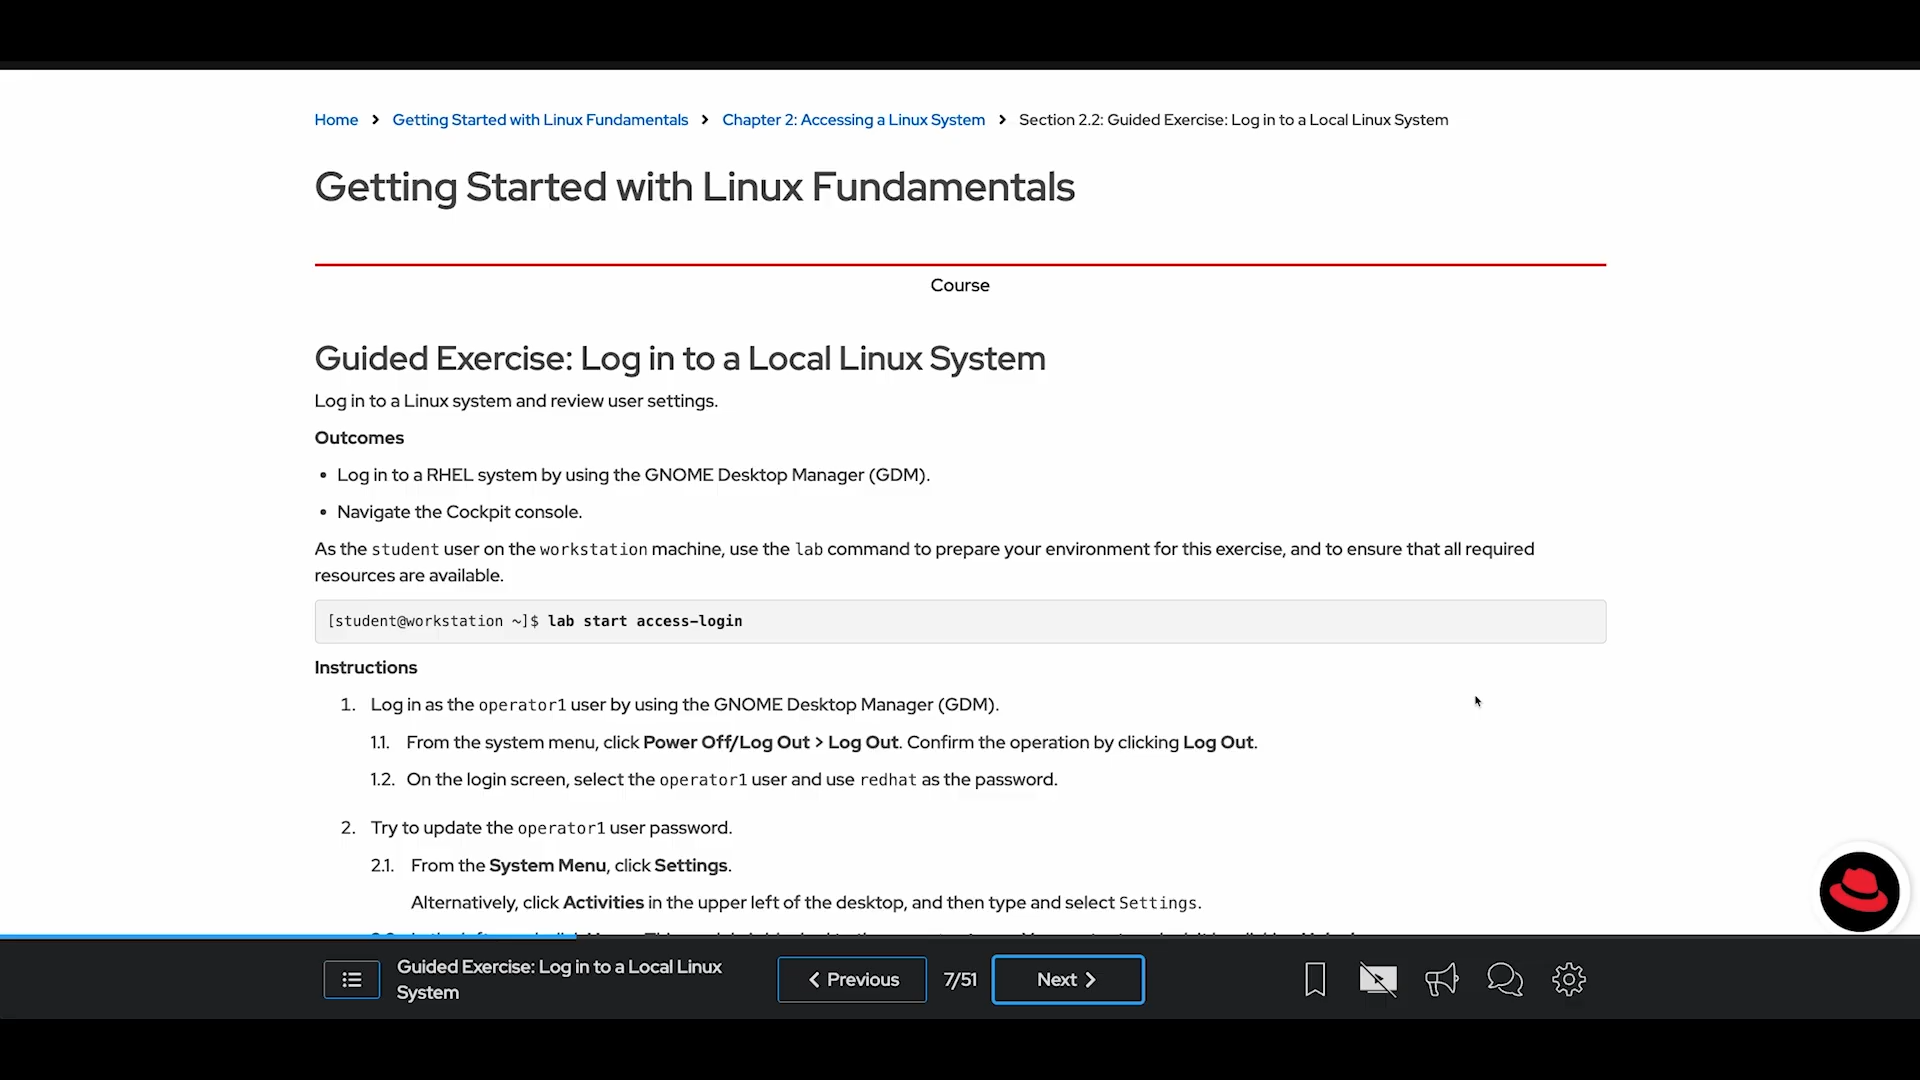 Home > Getting Started with Linux Fundamentals > Chapter 2: Accessing a Linux System > Section 2.2: Guided Exercise: Log in to a Local Linux System
Getting Started with Linux Fundamentals
Course
Guided Exercise: Log in to a Local Linux System
Log in to a Linux system and review user settings.
Outcomes
• Log in to a RHEL system by using the GNOME Desktop Manager (GDM).
• Navigate the Cockpit console.
As the student user on the workstation machine, use the lab command to prepare your environment for this exercise, and to ensure that all required
resources are available.
[student@workstation ~]$ lab start access-login
Instructions
1. Log in as the operator1 user by using the GNOME Desktop Manager (GDM).
1.1. From the system menu, click Power Off/Log Out > Log Out. Confirm the operation by clicking Log Out.
1.2. On the login screen, select the operator1 user and use redhat as the password.
2. Try to update the operator1 user password.
2.1. From the System Menu, click Settings.
Alternatively, click Activities in the upper left of the desktop, and then type and select Settings.
Guided Exercise: Log in to a Local Linux
System
Previous
7/51
Next